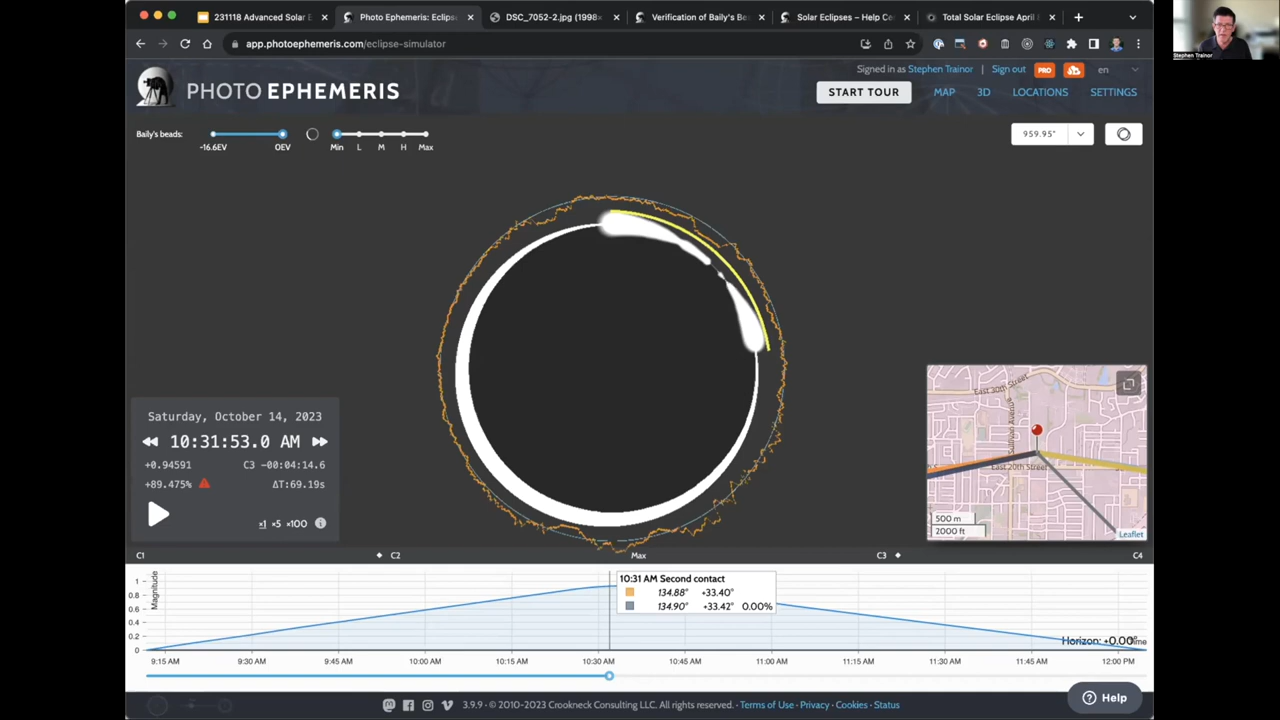 231118 Advanced Solar E
Photo Ephemeris: Eclips
DSC_7052-2.jpg (1998×
Verification of Baily's Be
Solar Eclipses – Help Ce
Total Solar Eclipse April
app.photoephemeris.com/eclipse-simulator
Stephen Trainor
Signed in as Stephen Trainor
Sign out
PRO
en
PHOTO EPHEMERIS
START TOUR
MAP
3D
LOCATIONS
SETTINGS
Baily's beads:
-16.6EV
0EV
Min
L
M
H
Max
959.95"
Saturday, October 14, 2023
10:31:53.0 AM
+0.94591
C3 -00:04:14.6
+89.475%
ΔT:69.19s
×1 ×5 ×100
East 30th Street
Sullivan Avenue
East 20th Street
500 m
2000 ft
Leaflet
C1
C2
Max
C3
C4
Magnitude
1
0.8
0.6
0.4
0.2
0
10:31 AM Second contact
134.88° +33.40°
134.90° +33.42° 0.00%
Horizon: +0.00°
Time
9:15 AM
9:30 AM
9:45 AM
10:00 AM
10:15 AM
10:30 AM
10:45 AM
11:00 AM
11:15 AM
11:30 AM
11:45 AM
12:00 PM
3.9.9 · © 2010-2023 Crookneck Consulting LLC. All rights reserved. · Terms of Use · Privacy · Cookies · Status
Help